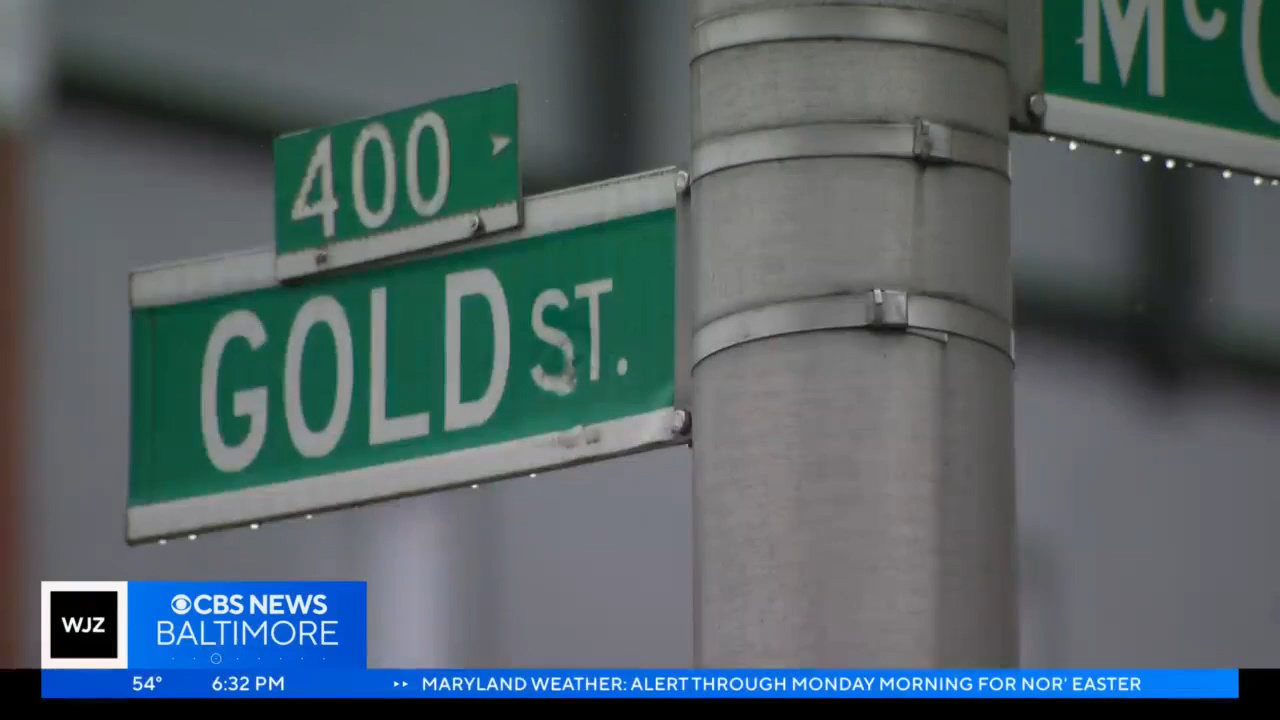 400
GOLD ST.
WJZ
CBS NEWS
BALTIMORE
54° 6:32 PM MARYLAND WEATHER: ALERT THROUGH MONDAY MORNING FOR NOR' EASTER